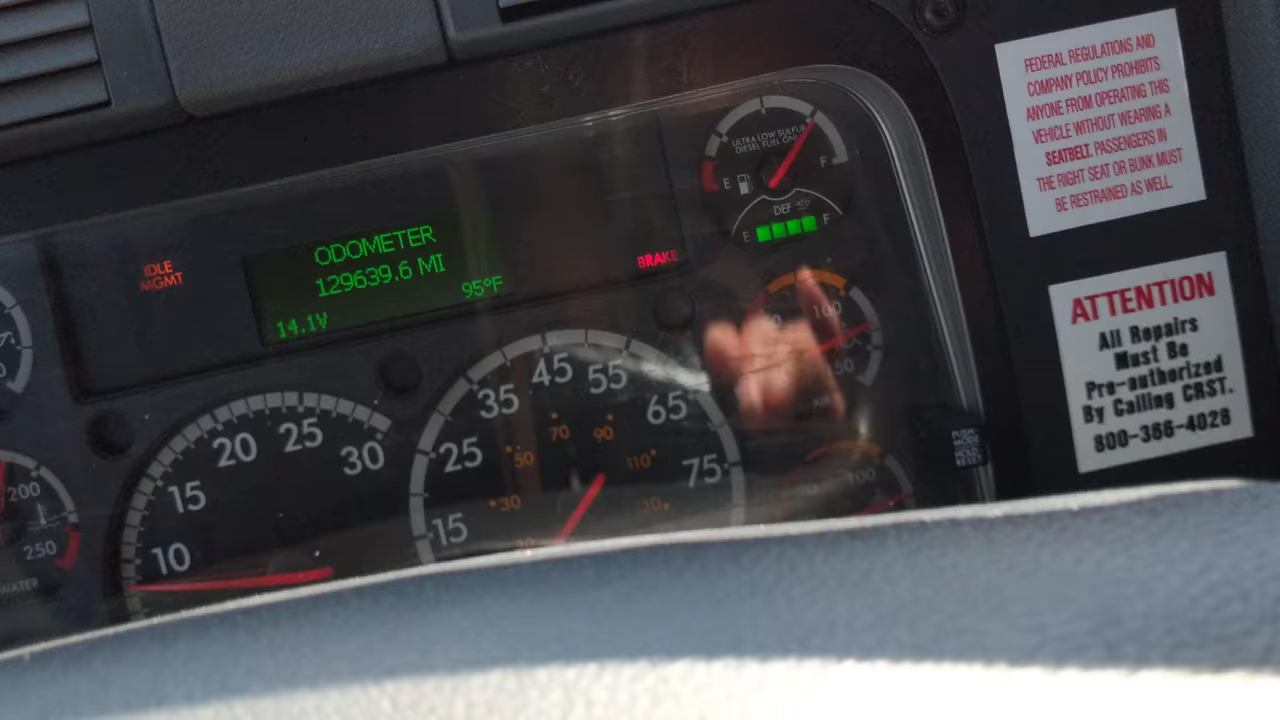 FEDERAL REGULATIONS AND
COMPANY POLICY PROHIBITS
ANYONE FROM OPERATING THIS
VEHICLE WITHOUT WEARING A
SEATBELT. PASSENGERS IN
THE RIGHT SEAT OR BUNK MUST
BE RESTRAINED AS WELL.
ATTENTION
All Repairs
Must Be
Pre-authorized
By Calling CRST.
800-366-4028
ULTRA LOW SULFUR
DIESEL FUEL ONLY
E F
DEF
E F
IDLE
MGMT
ODOMETER
129639.6 MI
95°F
14.1V
BRAKE
100
50
AIR
100
PUSH
MODE
HOLD
RESET
200
250
WATER
10
15
20
25
30
15
25
35
45
55
65
75
30
50
70
90
110